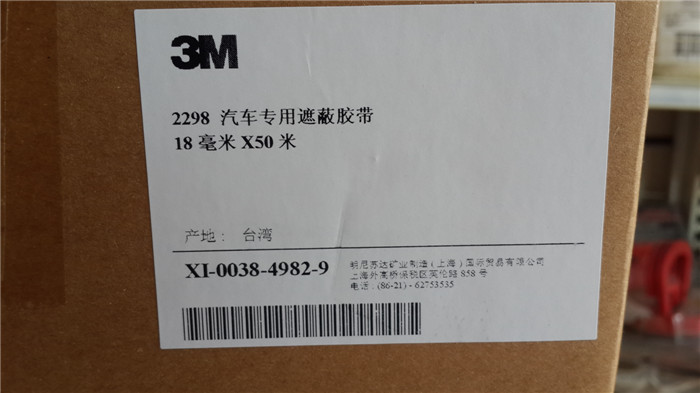 3M
2298 汽车专用遮蔽胶带
18 毫米 X50 米
产地： 台湾
XI-0038-4982-9
明尼苏达矿业制造（上海）国际贸易有限公司
上海外高桥保税区英伦路 858 号
电话：(86-21) - 62753535